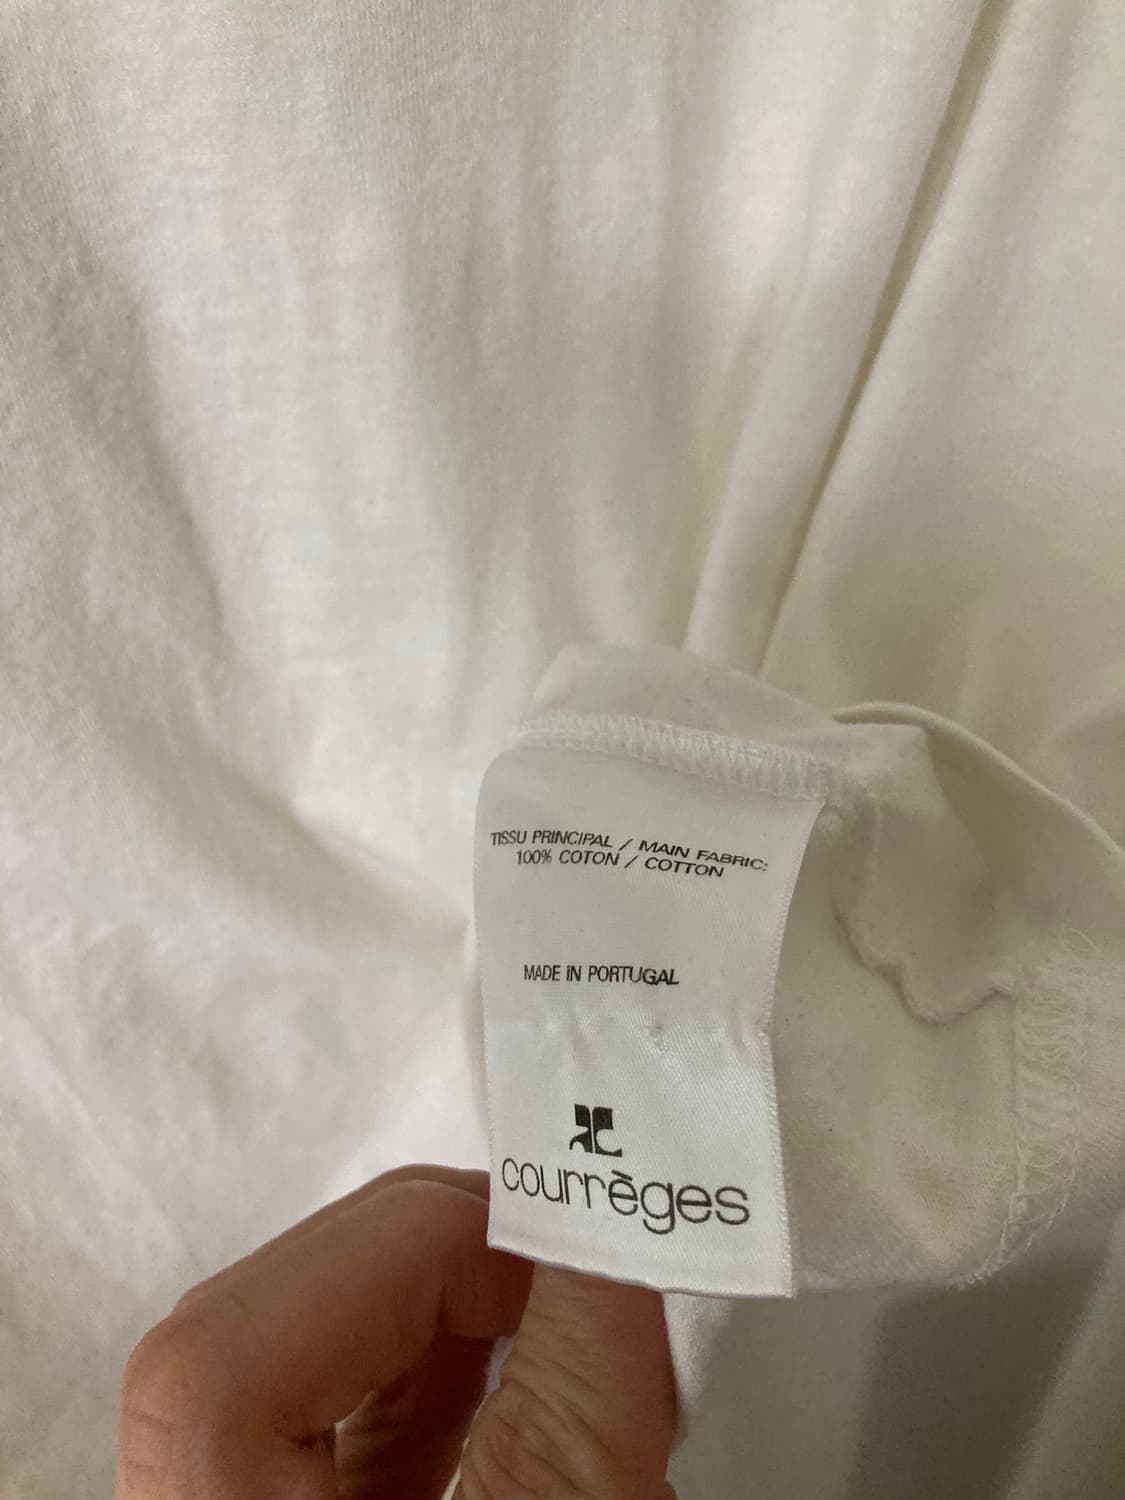 TISSU PRINCIPAL / MAIN FABRIC:
100% COTON / COTTON
MADE IN PORTUGAL
courrèges